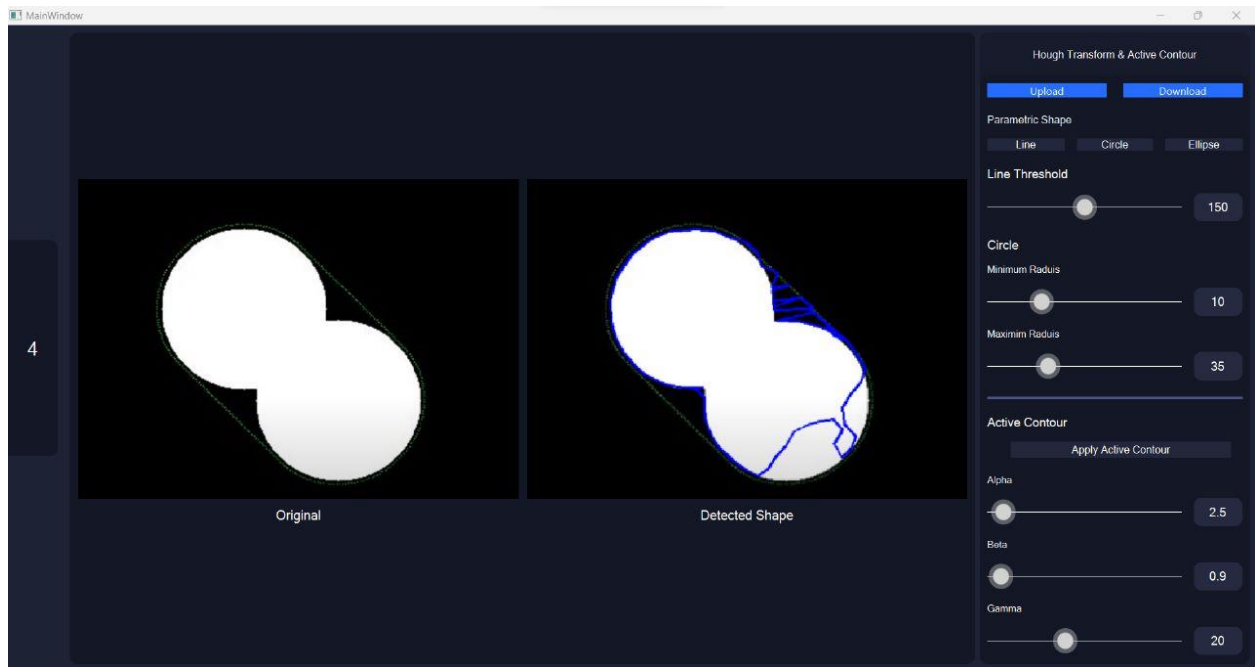 MainWindow
4
Original
Detected Shape
Hough Transform & Active Contour
Upload Download
Parametric Shape
Line Circle Ellipse
Line Threshold
150
Circle
Minimum Raduis
10
Maximim Raduis
35
Active Contour
Apply Active Contour
Alpha
2.5
Beta
0.9
Gamma
20